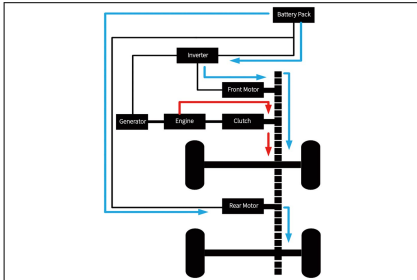 Battery Pack
Inverter
Front Motor
Generator
Engine
Clutch
Rear Motor